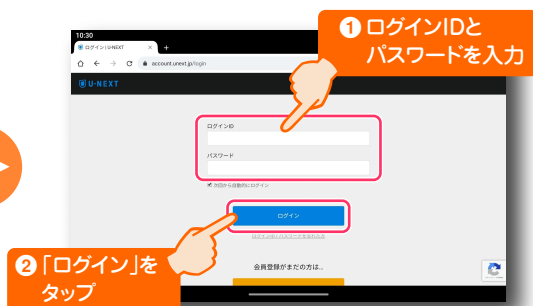 10:30
ログイン | U-NEXT
account.unext.jp/login
U-NEXT
❶ ログインIDと
パスワードを入力
ログインID
パスワード
次回から自動的にログイン
ログイン
❷「ログイン」を
タップ
会員登録がまだの方は...